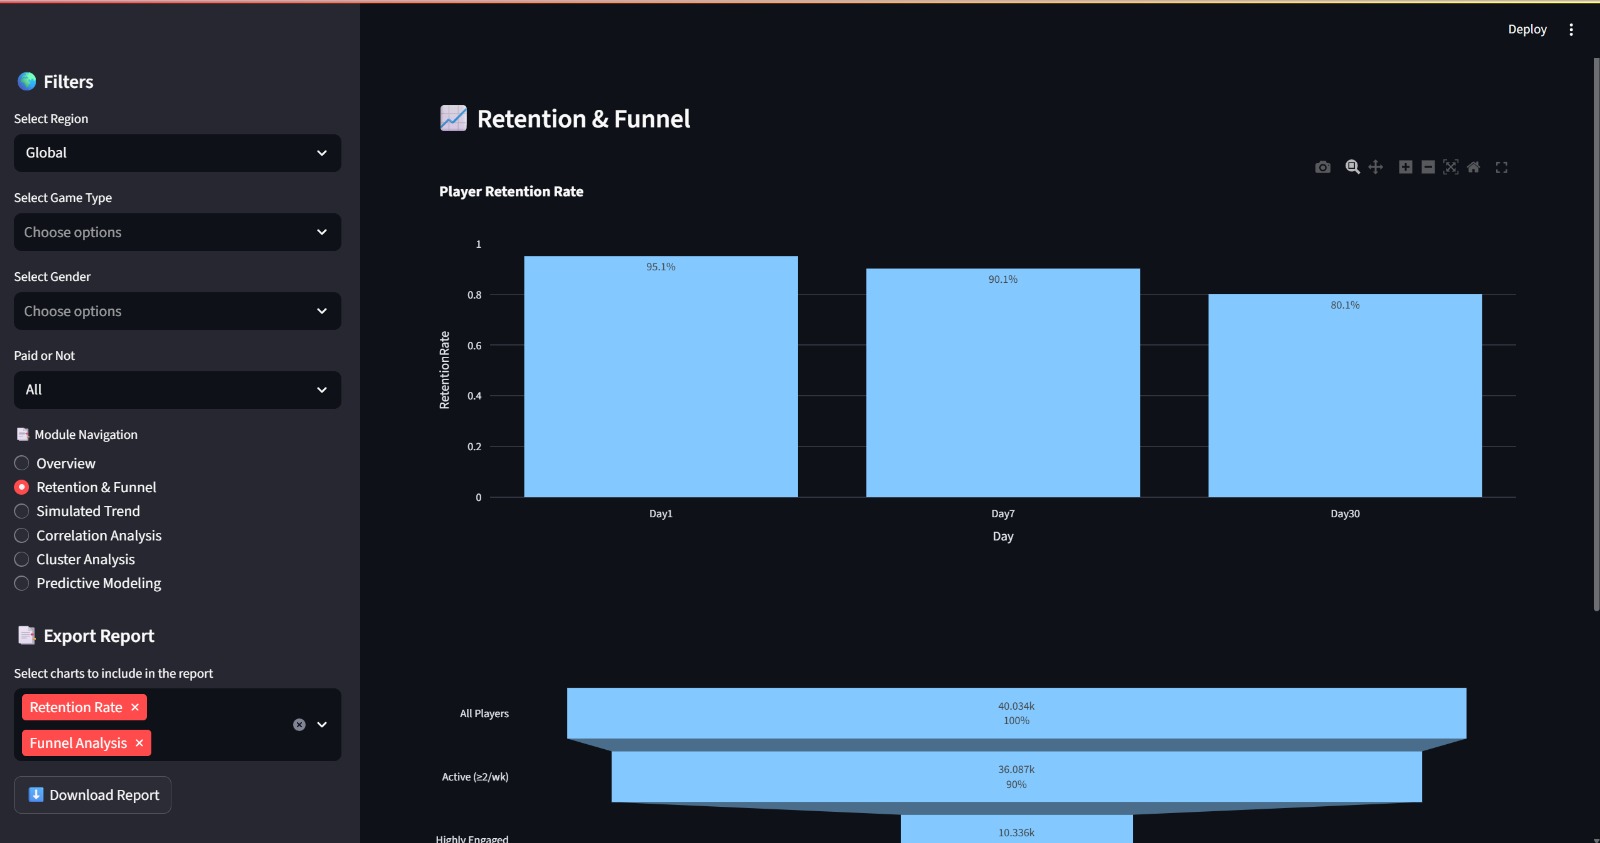 Deploy
Filters
Select Region
Global
Select Game Type
Choose options
Select Gender
Choose options
Paid or Not
All
Module Navigation
Overview
Retention & Funnel
Simulated Trend
Correlation Analysis
Cluster Analysis
Predictive Modeling
Export Report
Select charts to include in the report
Retention Rate ×
Funnel Analysis ×
Download Report
Retention & Funnel
Player Retention Rate
RetentionRate
1
0.8
0.6
0.4
0.2
0
95.1%
90.1%
80.1%
Day1
Day7
Day30
Day
All Players
40.034k
100%
Active (≥2/wk)
36.087k
90%
Highly Engaged
10.336k